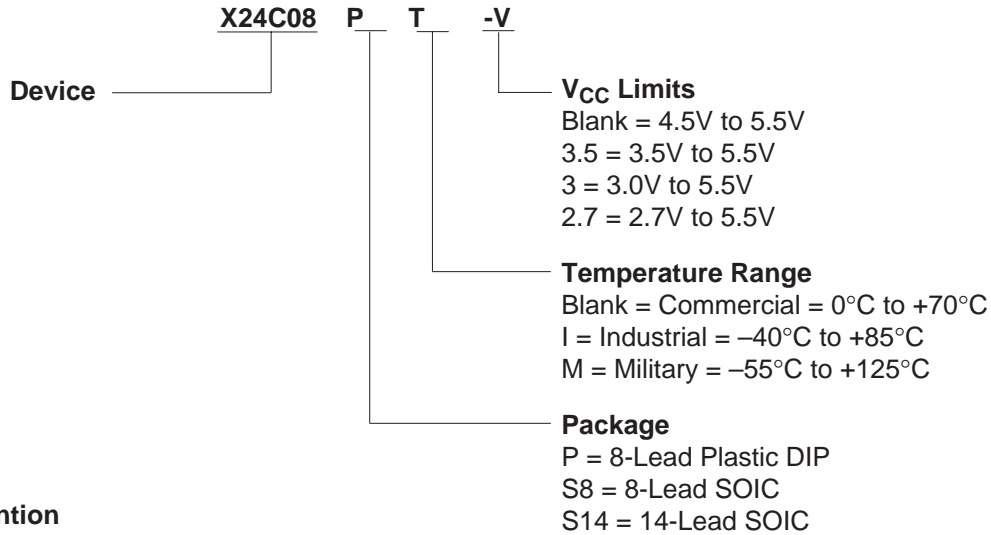 X24C08 P T -V
Device
VCC Limits
Blank = 4.5V to 5.5V
3.5 = 3.5V to 5.5V
3 = 3.0V to 5.5V
2.7 = 2.7V to 5.5V
Temperature Range
Blank = Commercial = 0°C to +70°C
I = Industrial = –40°C to +85°C
M = Military = –55°C to +125°C
Package
P = 8-Lead Plastic DIP
S8 = 8-Lead SOIC
S14 = 14-Lead SOIC